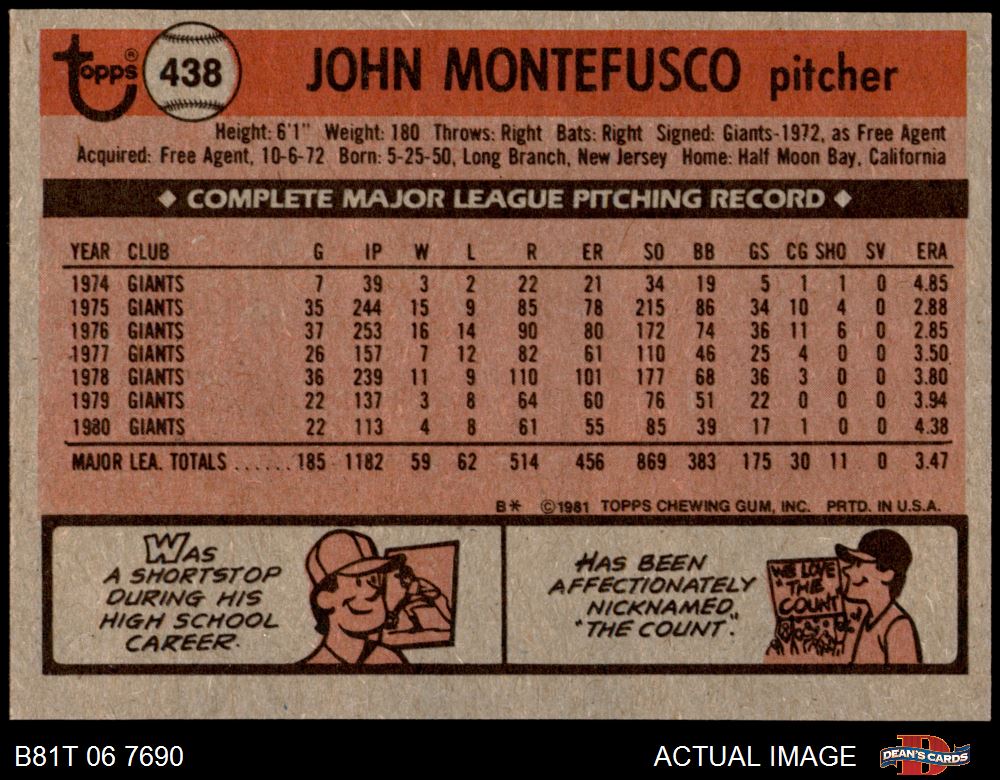 Topps® 438 JOHN MONTEFUSCO pitcher
Height: 6'1" Weight: 180 Throws: Right Bats: Right Signed: Giants-1972, as Free Agent
Acquired: Free Agent, 10-6-72 Born: 5-25-50, Long Branch, New Jersey Home: Half Moon Bay, California
◆ COMPLETE MAJOR LEAGUE PITCHING RECORD ◆
YEAR CLUB G IP W L R ER SO BB GS CG SHO SV ERA
1974 GIANTS 7 39 3 2 22 21 34 19 5 1 1 0 4.85
1975 GIANTS 35 244 15 9 85 78 215 86 34 10 4 0 2.88
1976 GIANTS 37 253 16 14 90 80 172 74 36 11 6 0 2.85
1977 GIANTS 26 157 7 12 82 61 110 46 25 4 0 0 3.50
1978 GIANTS 36 239 11 9 110 101 177 68 36 3 0 0 3.80
1979 GIANTS 22 137 3 8 64 60 76 51 22 0 0 0 3.94
1980 GIANTS 22 113 4 8 61 55 85 39 17 1 0 0 4.38
MAJOR LEA. TOTALS ...... 185 1182 59 62 514 456 869 383 175 30 11 0 3.47
B* ©1981 TOPPS CHEWING GUM, INC. PRTD. IN U.S.A.
WAS
A SHORTSTOP
DURING HIS
HIGH SCHOOL
CAREER.
HAS BEEN
AFFECTIONATELY
NICKNAMED,
"THE COUNT".
WE LOVE
"THE
COUNT"
B81T 06 7690 ACTUAL IMAGE DEAN'S CARDS